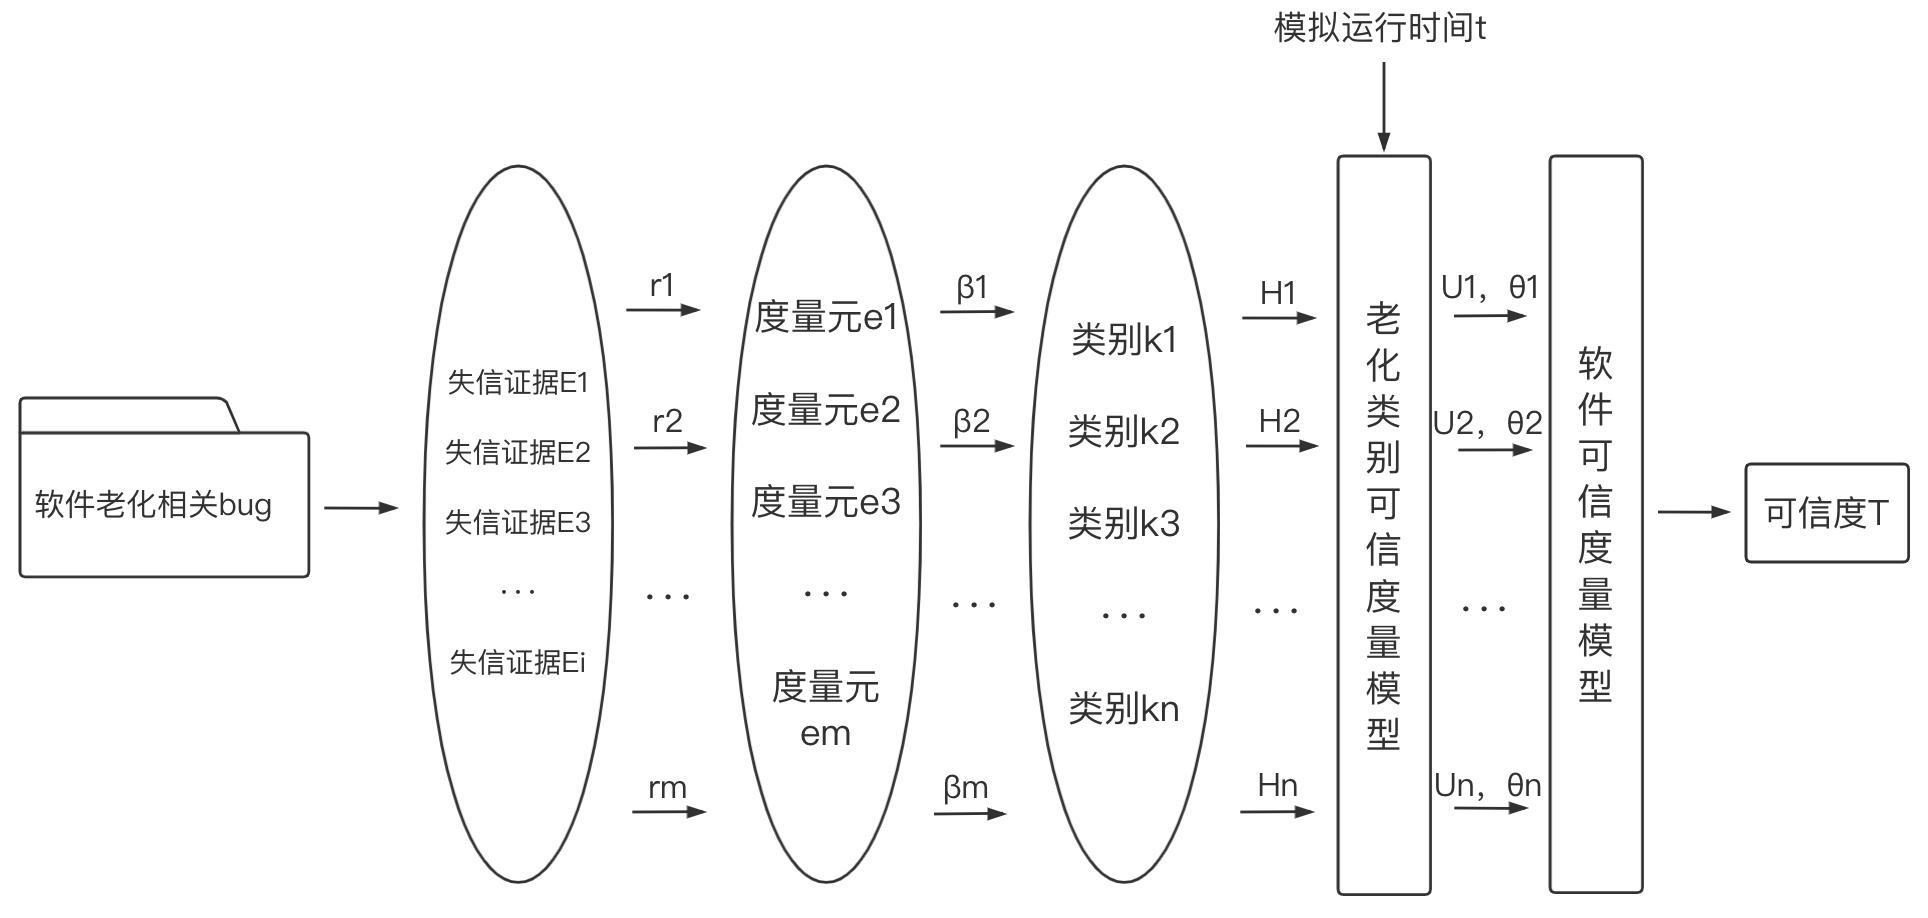 模拟运行时间t
软件老化相关bug
失信证据E1
失信证据E2
失信证据E3
...
失信证据Ei
r1
r2
...
rm
度量元e1
度量元e2
度量元e3
...
度量元
em
β1
β2
...
βm
类别k1
类别k2
类别k3
...
类别kn
H1
H2
...
Hn
老化类别可信度量模型
U1，θ1
U2，θ2
...
Un，θn
软件可信度量模型
可信度T